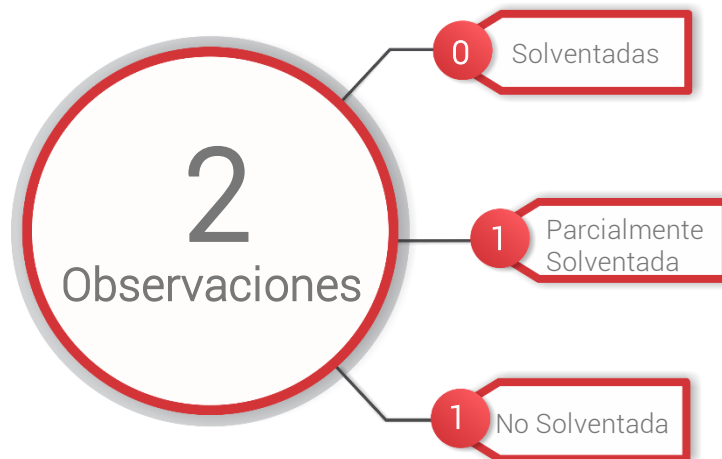 2
Observaciones
0
Solventadas
1
Parcialmente
Solventada
1
No Solventada